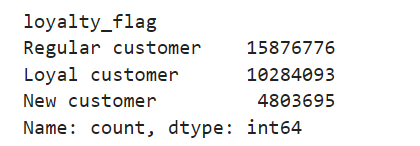 loyalty_flag
Regular customer    15876776
Loyal customer      10284093
New customer         4803695
Name: count, dtype: int64